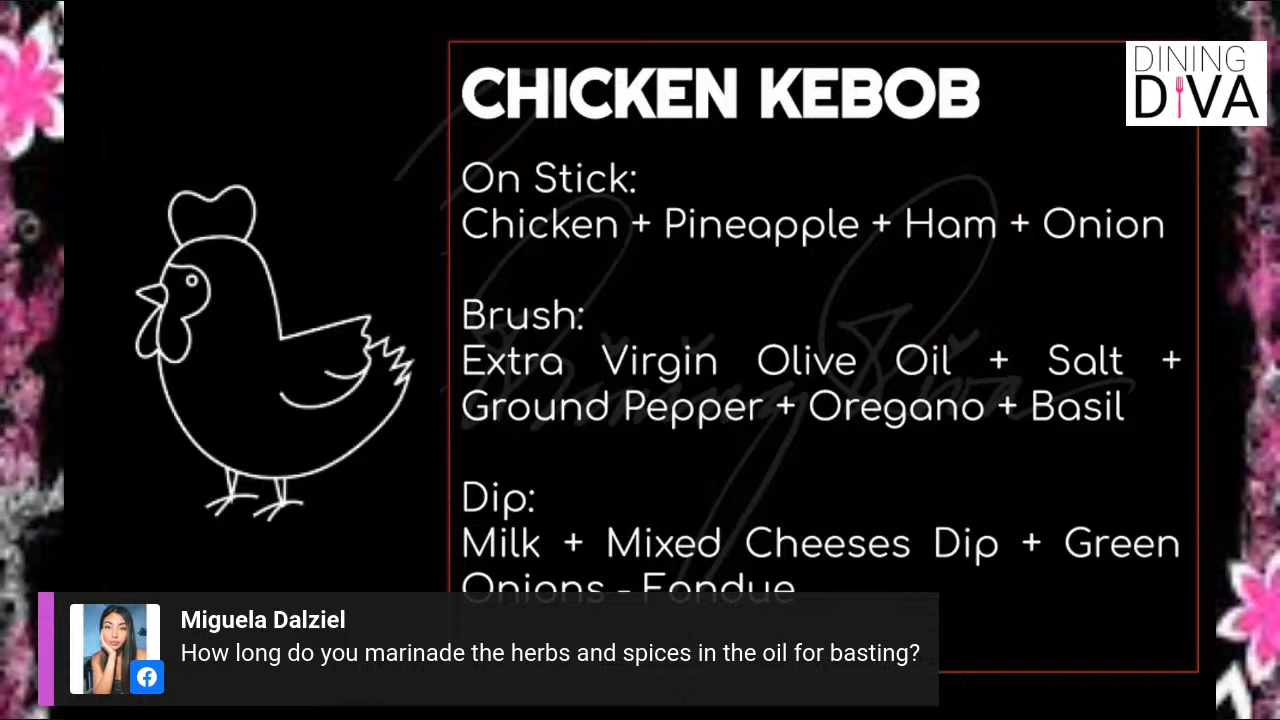 DINING
DIVA
CHICKEN KEBOB
On Stick:
Chicken + Pineapple + Ham + Onion
Brush:
Extra Virgin Olive Oil + Salt +
Ground Pepper + Oregano + Basil
Dip:
Milk + Mixed Cheeses Dip + Green
Onions - Fondue
Miguela Dalziel
How long do you marinade the herbs and spices in the oil for basting?